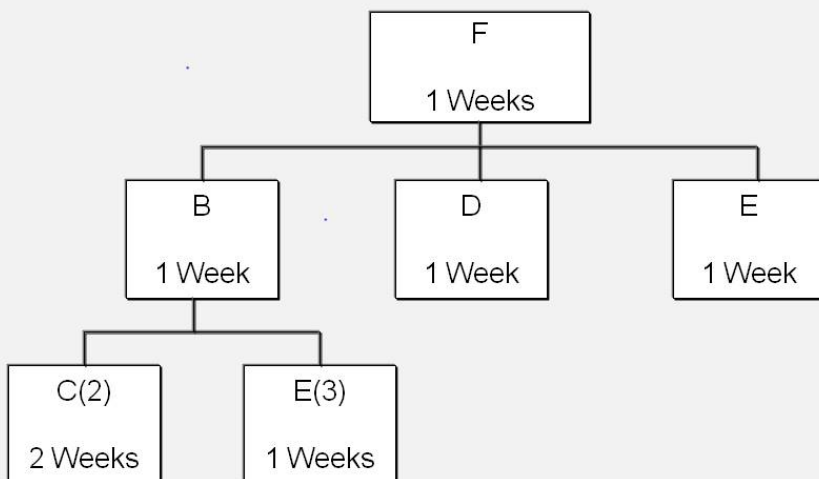 F
1 Weeks
B
1 Week
D
1 Week
E
1 Week
C(2)
2 Weeks
E(3)
1 Weeks